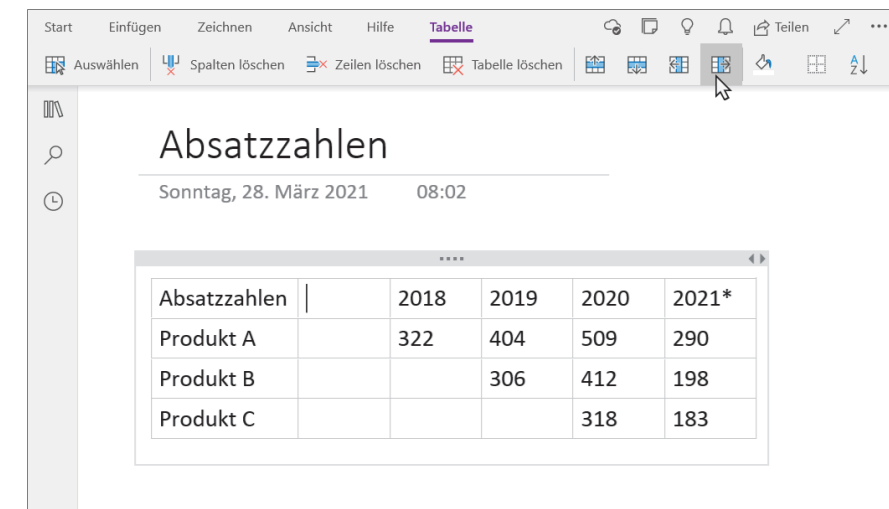 Start Einfügen Zeichnen Ansicht Hilfe Tabelle Teilen
Auswählen Spalten löschen Zeilen löschen Tabelle löschen
Absatzzahlen
Sonntag, 28. März 2021 08:02
Absatzzahlen 2018 2019 2020 2021*
Produkt A 322 404 509 290
Produkt B 306 412 198
Produkt C 318 183